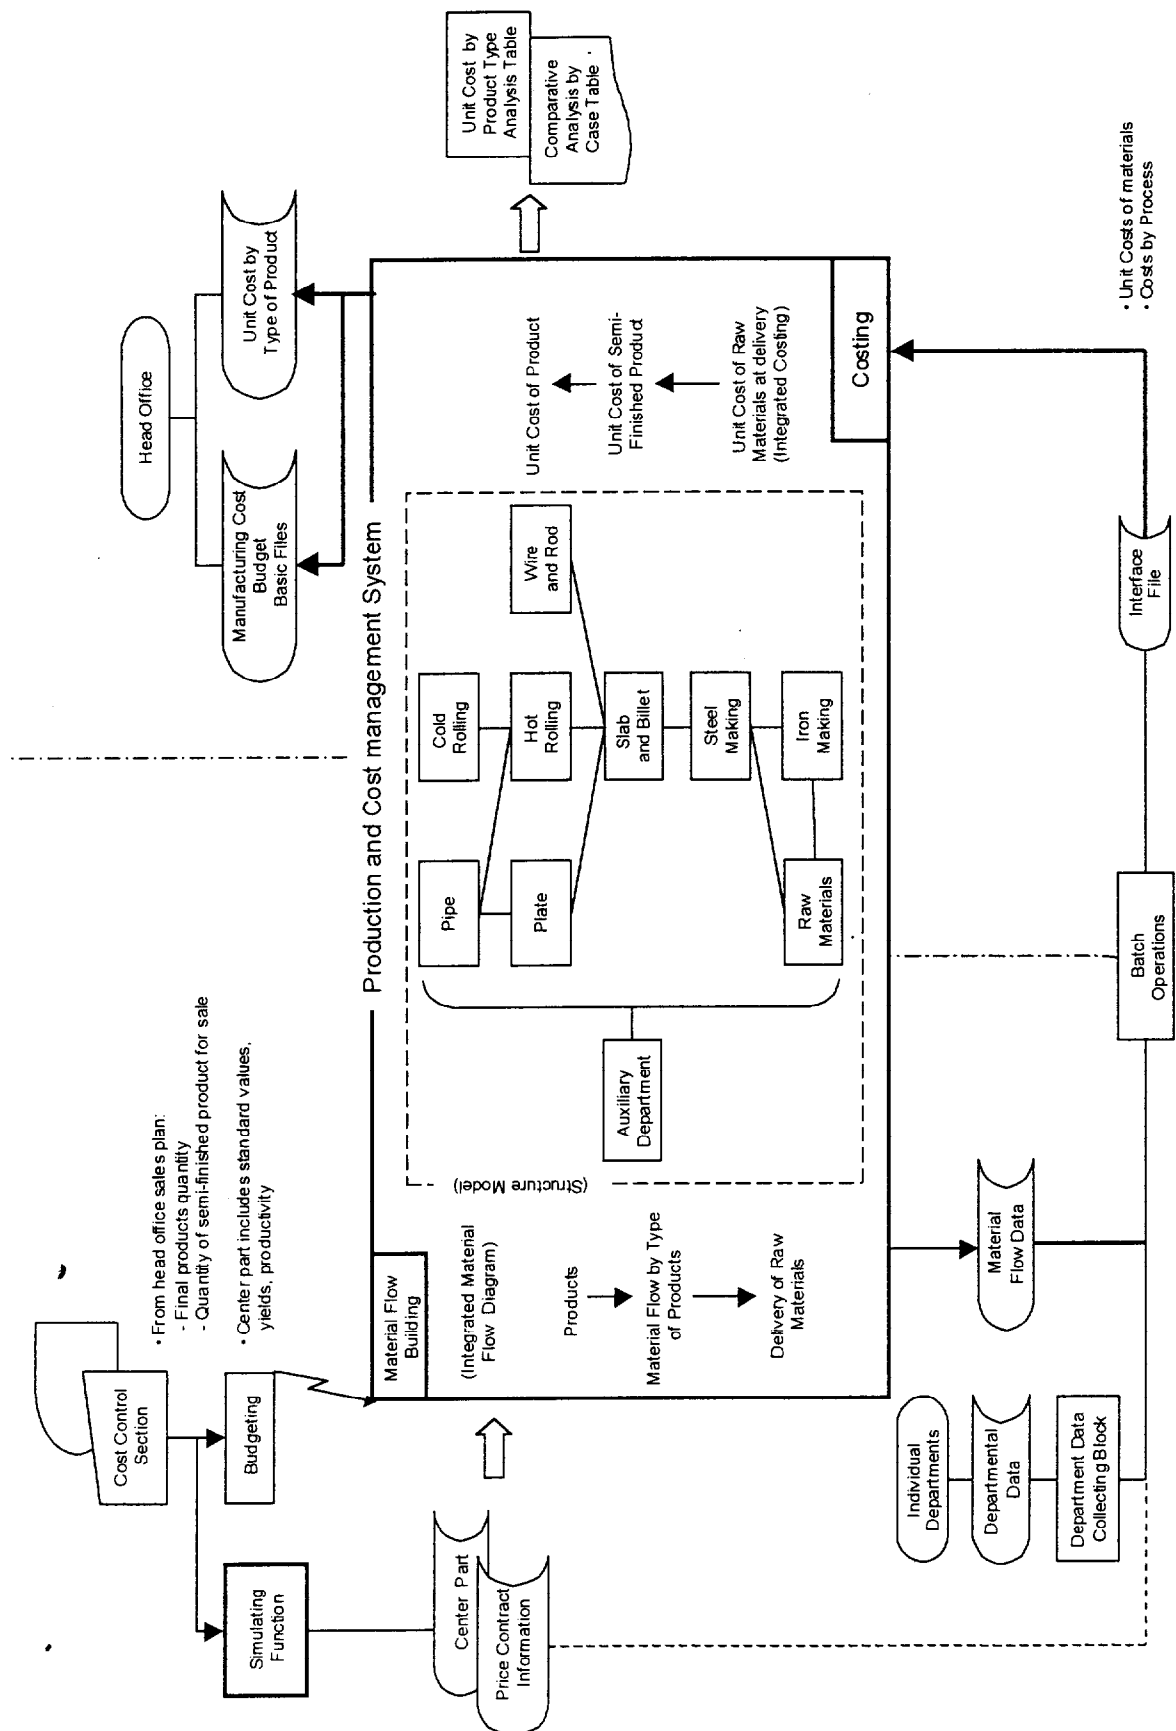 • From head office sales plan:
- Final products quantity
- Quantity of semi-finished product for sale
• Center part includes standard values,
yields, productivity
Cost Control
Section
Simulating
Function
Budgeting
Head Office
Manufacturing Cost
Budget
Basic Files
Unit Cost by
Type of Product
Center Part
Price Contract
Information
Production and Cost management System
Material Flow
Building
(Integrated Material
Flow Diagram)
Products
Material Flow by Type
of Products
Delivery of Raw
Materials
(Structure Model)
Auxiliary
Department
Pipe
Cold
Rolling
Plate
Hot
Rolling
Wire
and Rod
Slab
and Billet
Steel
Making
Raw
Materials
Iron
Making
Unit Cost of Product
Unit Cost of Semi-
Finished Product
Unit Cost of Raw
Materials at delivery
(Integrated Costing)
Costing
Unit Cost by
Product Type
Analysis Table
Comparative
Analysis by
Case Table
Individual
Departments
Departmental
Data
Department Data
Collecting Block
Material
Flow Data
Batch
Operations
Interface
File
• Unit Costs of materials
• Costs by Process